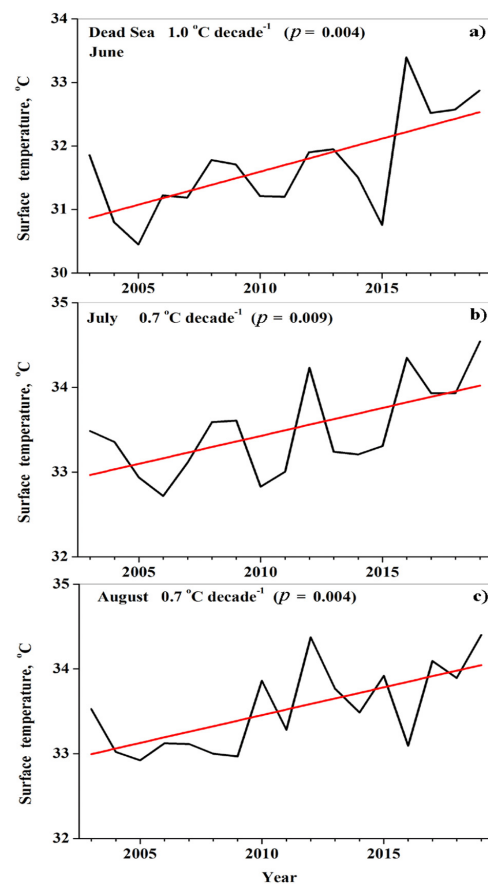 Dead Sea 1.0 °C decade⁻¹ (p = 0.004) a)
June
34
33
32
31
30
Surface temperature, °C
2005 2010 2015
July 0.7 °C decade⁻¹ (p = 0.009) b)
35
34
33
32
Surface temperature, °C
2005 2010 2015
August 0.7 °C decade⁻¹ (p = 0.004) c)
35
34
33
32
Surface temperature, °C
2005 2010 2015
Year